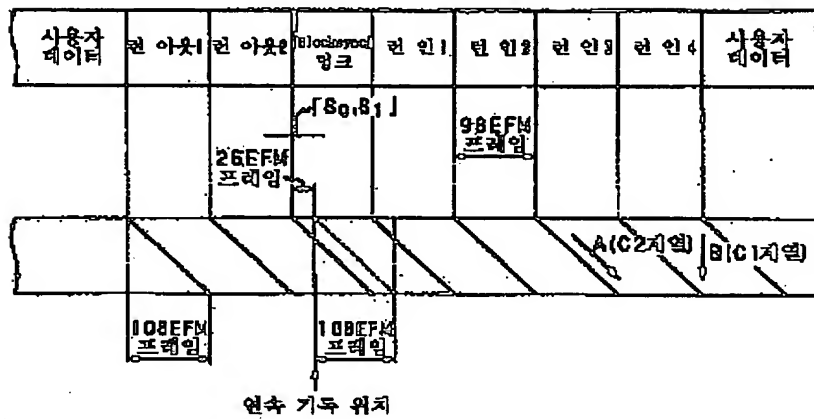 사용자
데이터
런 아웃1
런 아웃2
Blocksync
링크
런 인1
런 인2
런 인3
런 인4
사용자
데이터
「S0,S1」
26EFM
프레임
98EFM
프레임
A(C2지열)
B(C1지열)
108EFM
프레임
108EFM
프레임
연속 기록 위치